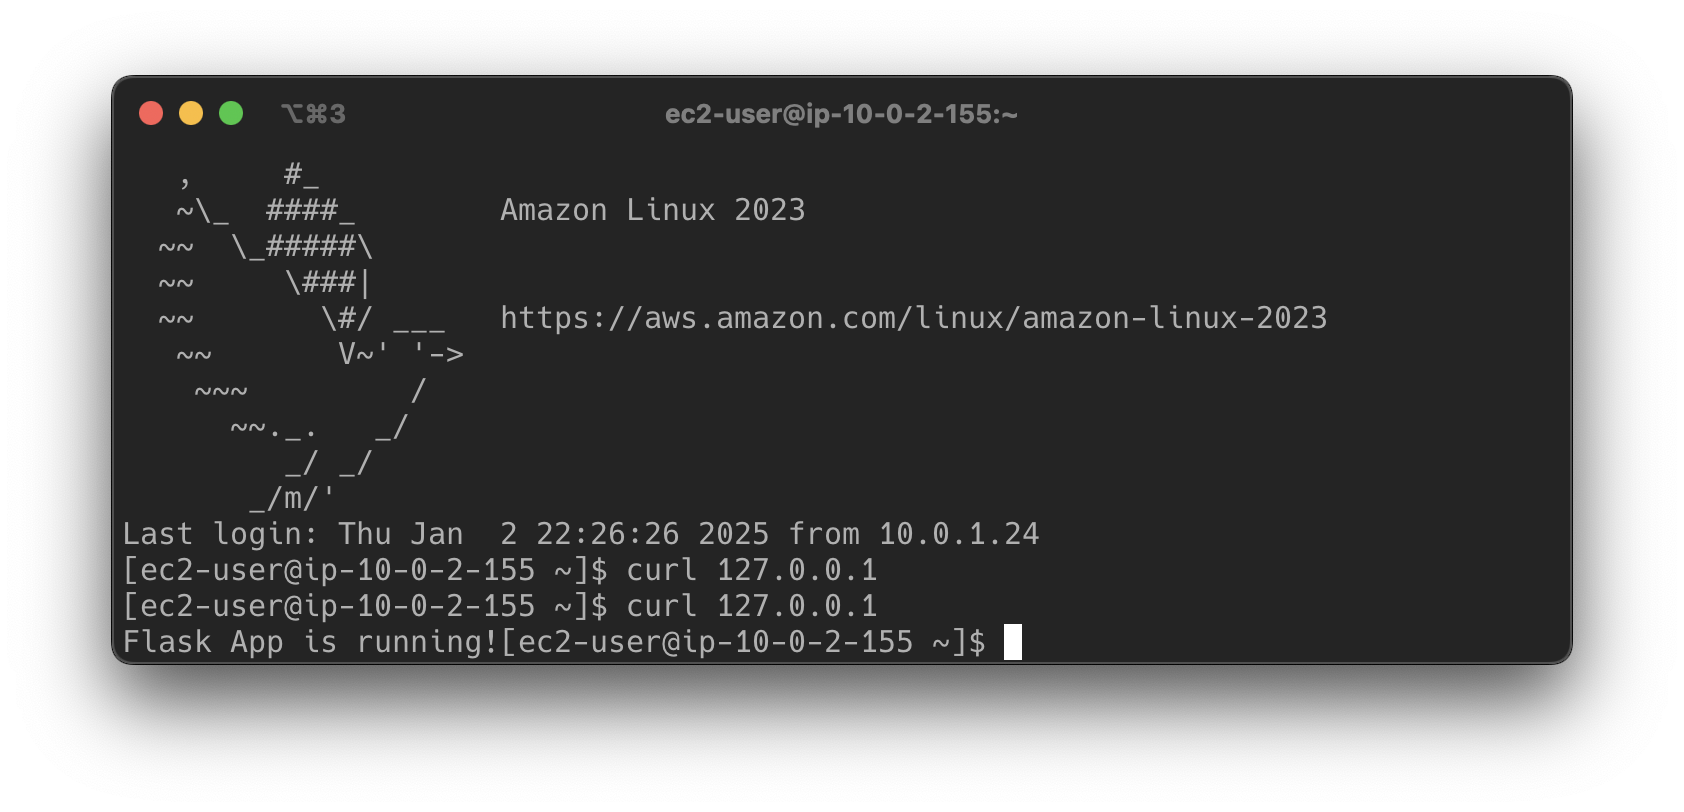 ⌥⌘3 ec2-user@ip-10-0-2-155:~
   ,     #_
   ~\_  ####_        Amazon Linux 2023
  ~~  \_#####\
  ~~     \###|
  ~~       \#/ ___   https://aws.amazon.com/linux/amazon-linux-2023
   ~~       V~' '->
    ~~~         /
      ~~._.   _/
         _/ _/
       _/m/'
Last login: Thu Jan  2 22:26:26 2025 from 10.0.1.24
[ec2-user@ip-10-0-2-155 ~]$ curl 127.0.0.1
[ec2-user@ip-10-0-2-155 ~]$ curl 127.0.0.1
Flask App is running![ec2-user@ip-10-0-2-155 ~]$